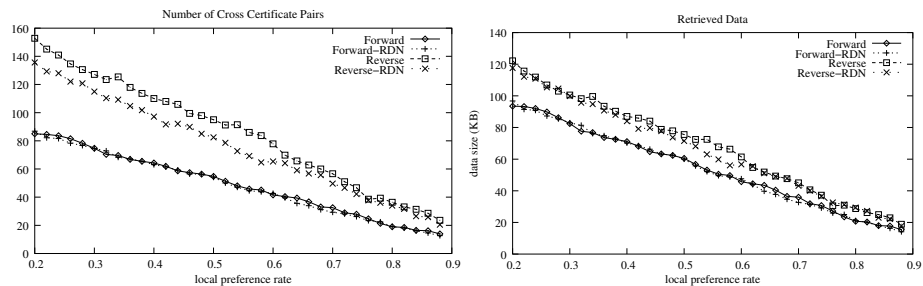 Number of Cross Certificate Pairs
160
140
120
100
80
60
40
20
0
Forward
Forward-RDN
Reverse
Reverse-RDN
0.2 0.3 0.4 0.5 0.6 0.7 0.8 0.9
local preference rate
Retrieved Data
data size (KB)
140
120
100
80
60
40
20
0
Forward
Forward-RDN
Reverse
Reverse-RDN
0.2 0.3 0.4 0.5 0.6 0.7 0.8 0.9
local preference rate